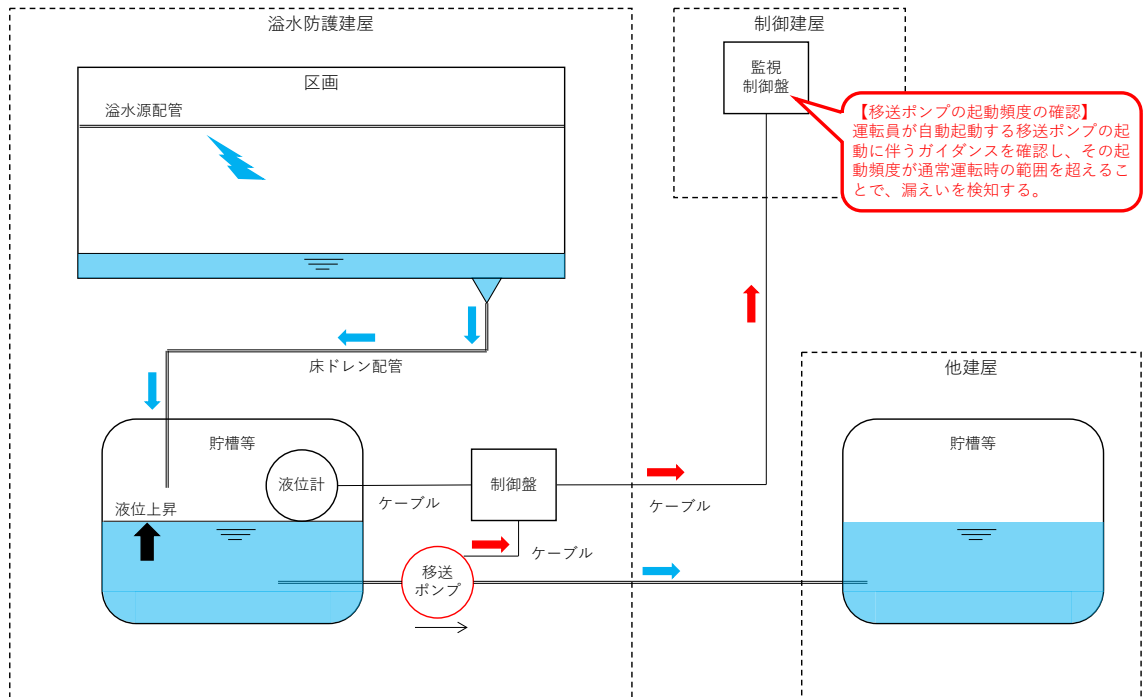 溢水防護建屋
区画
溢水源配管
床ドレン配管
貯槽等
液位計
液位上昇
ケーブル
制御盤
ケーブル
移送
ポンプ
ケーブル
制御建屋
監視
制御盤
【移送ポンプの起動頻度の確認】
運転員が自動起動する移送ポンプの起
動に伴うガイダンスを確認し、その起
動頻度が通常運転時の範囲を超えるこ
とで、漏えいを検知する。
他建屋
貯槽等